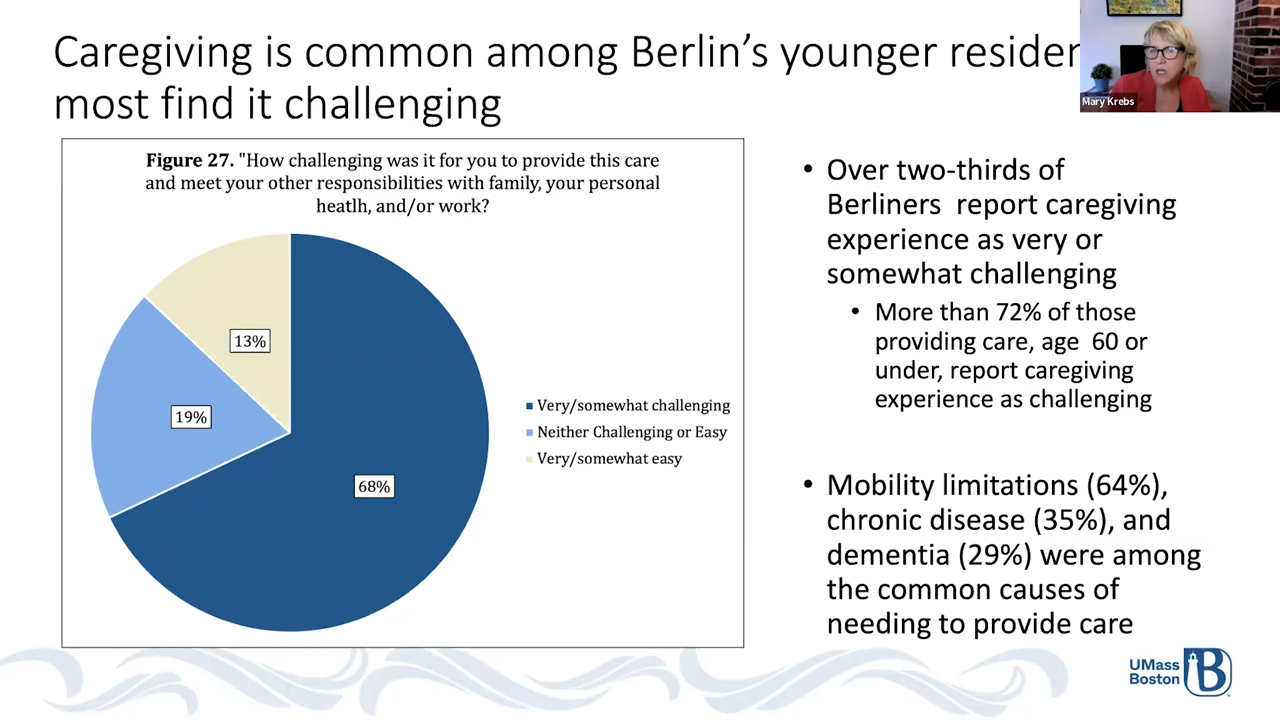 Caregiving is common among Berlin’s younger
most find it challenging
Mary Krebs
Figure 27. "How challenging was it for you to provide this care
and meet your other responsibilities with family, your personal
heatlh, and/or work?
13%
19%
68%
Very/somewhat challenging
Neither Challenging or Easy
Very/somewhat easy
• Over two-thirds of
Berliners report caregiving
experience as very or
somewhat challenging
• More than 72% of those
providing care, age 60 or
under, report caregiving
experience as challenging
• Mobility limitations (64%),
chronic disease (35%), and
dementia (29%) were among
the common causes of
needing to provide care
UMass
Boston
B